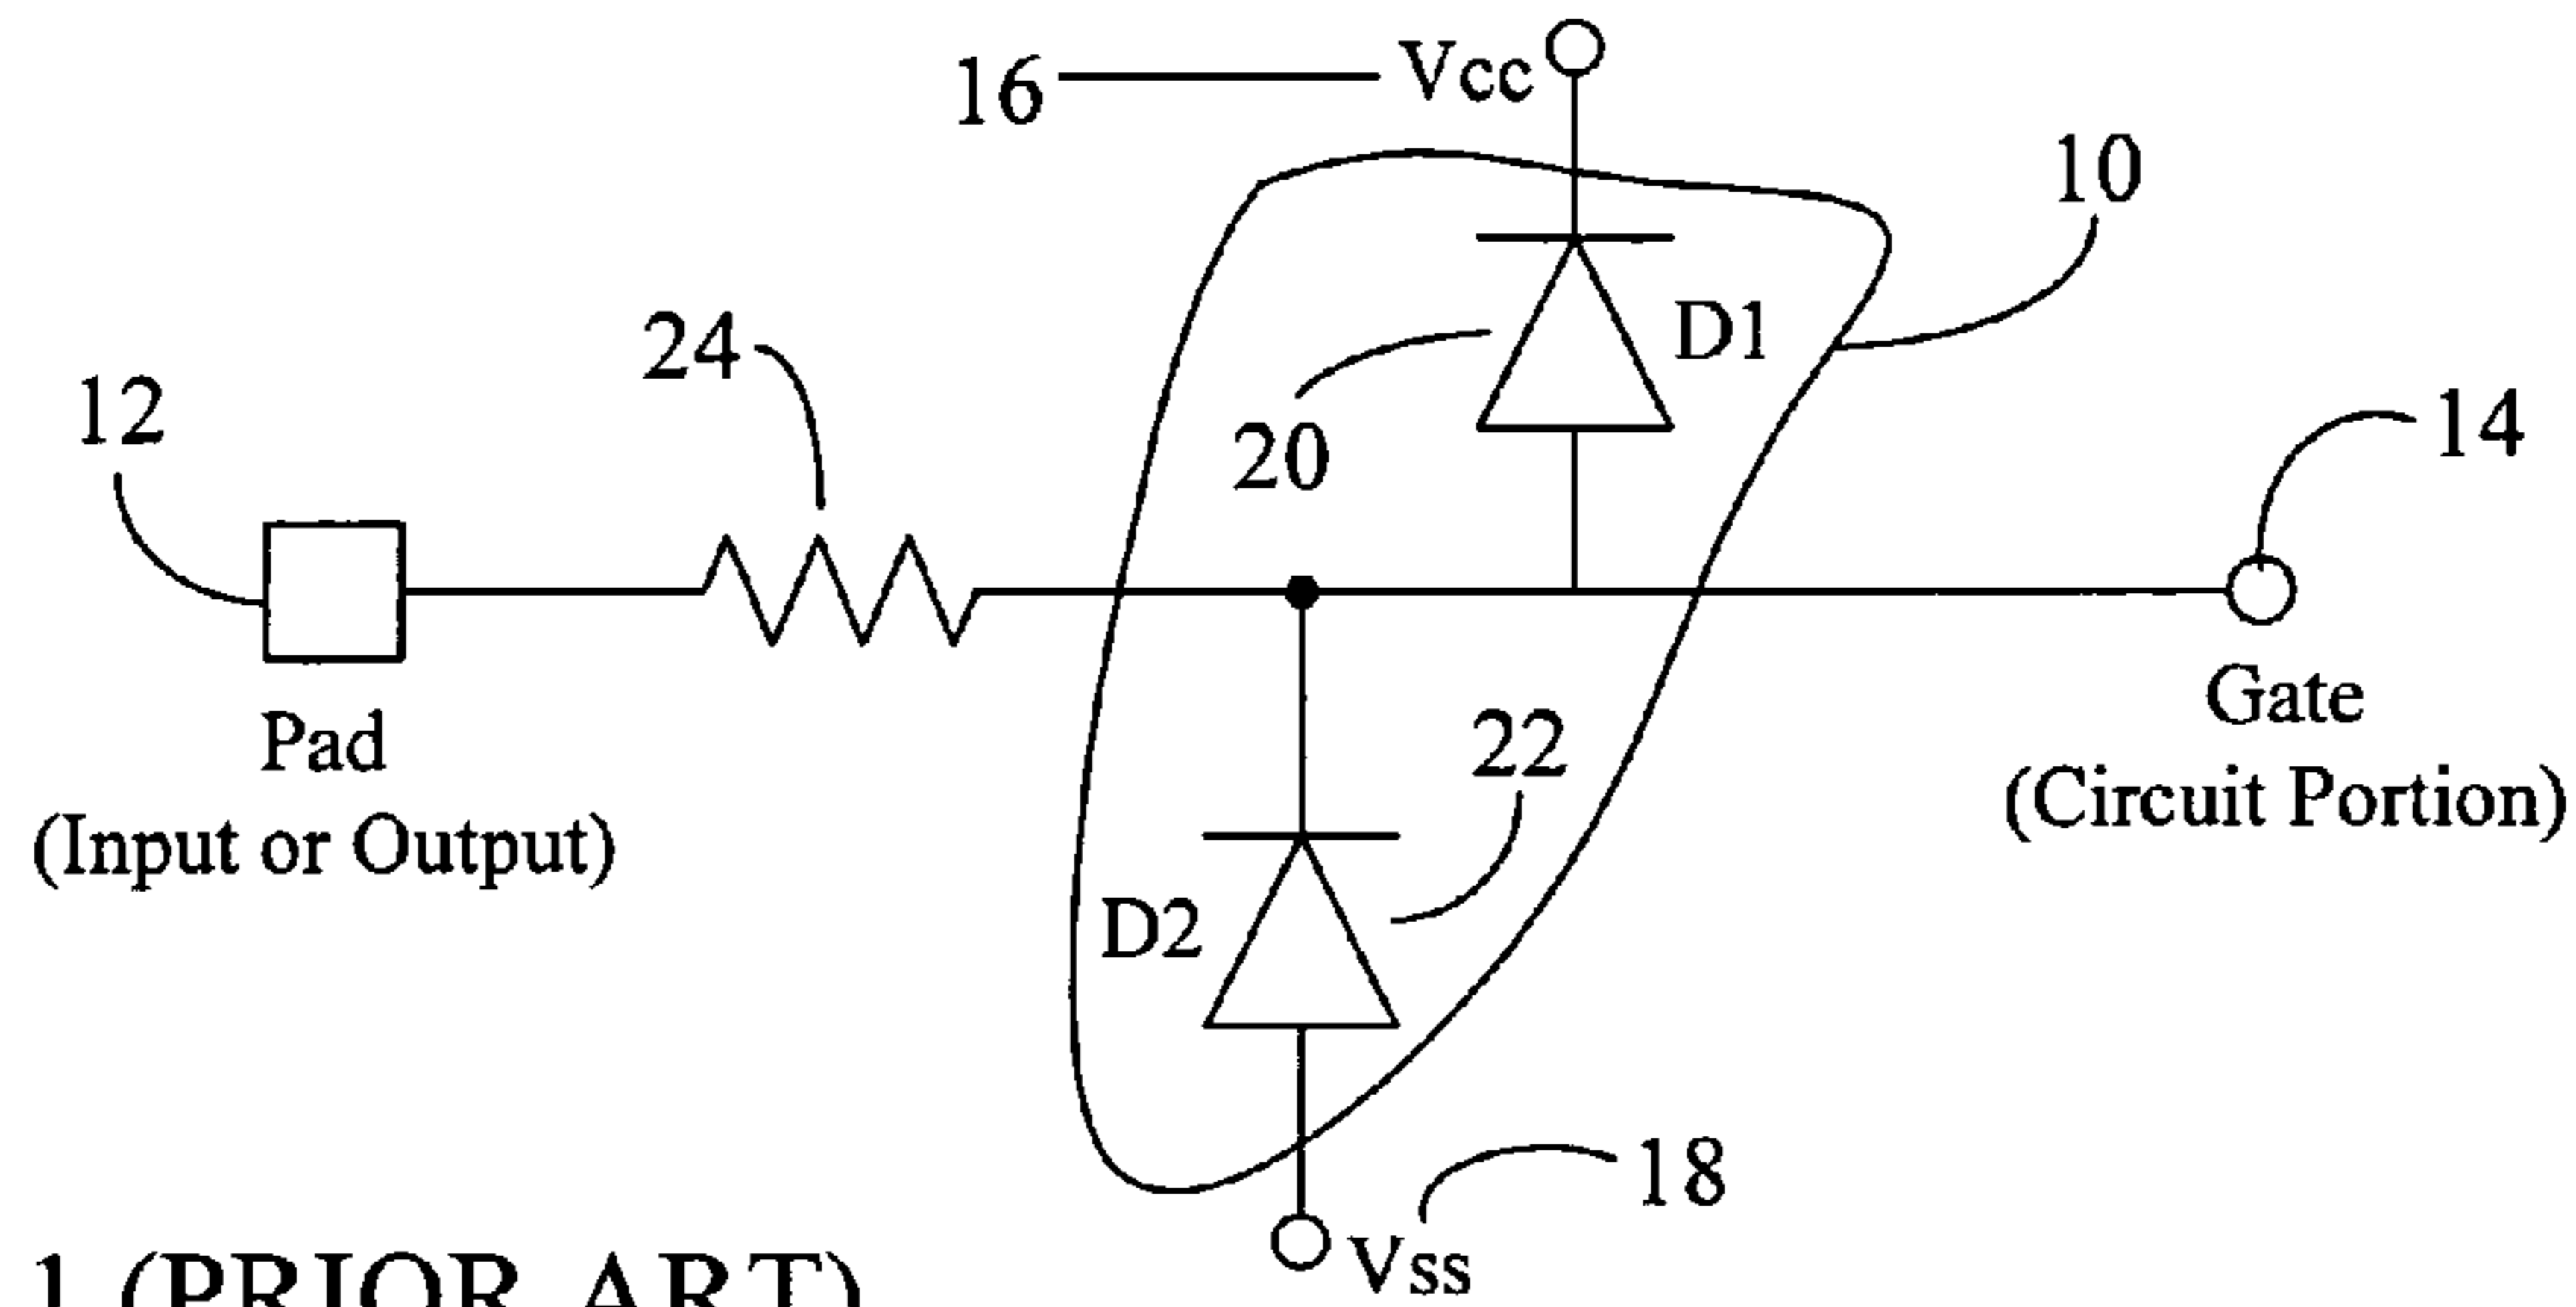 16
Vcc
10
24
D1
12
20
14
22
Pad
(Input or Output)
Gate
(Circuit Portion)
D2
18
Vss
1 (PRIOR ART)